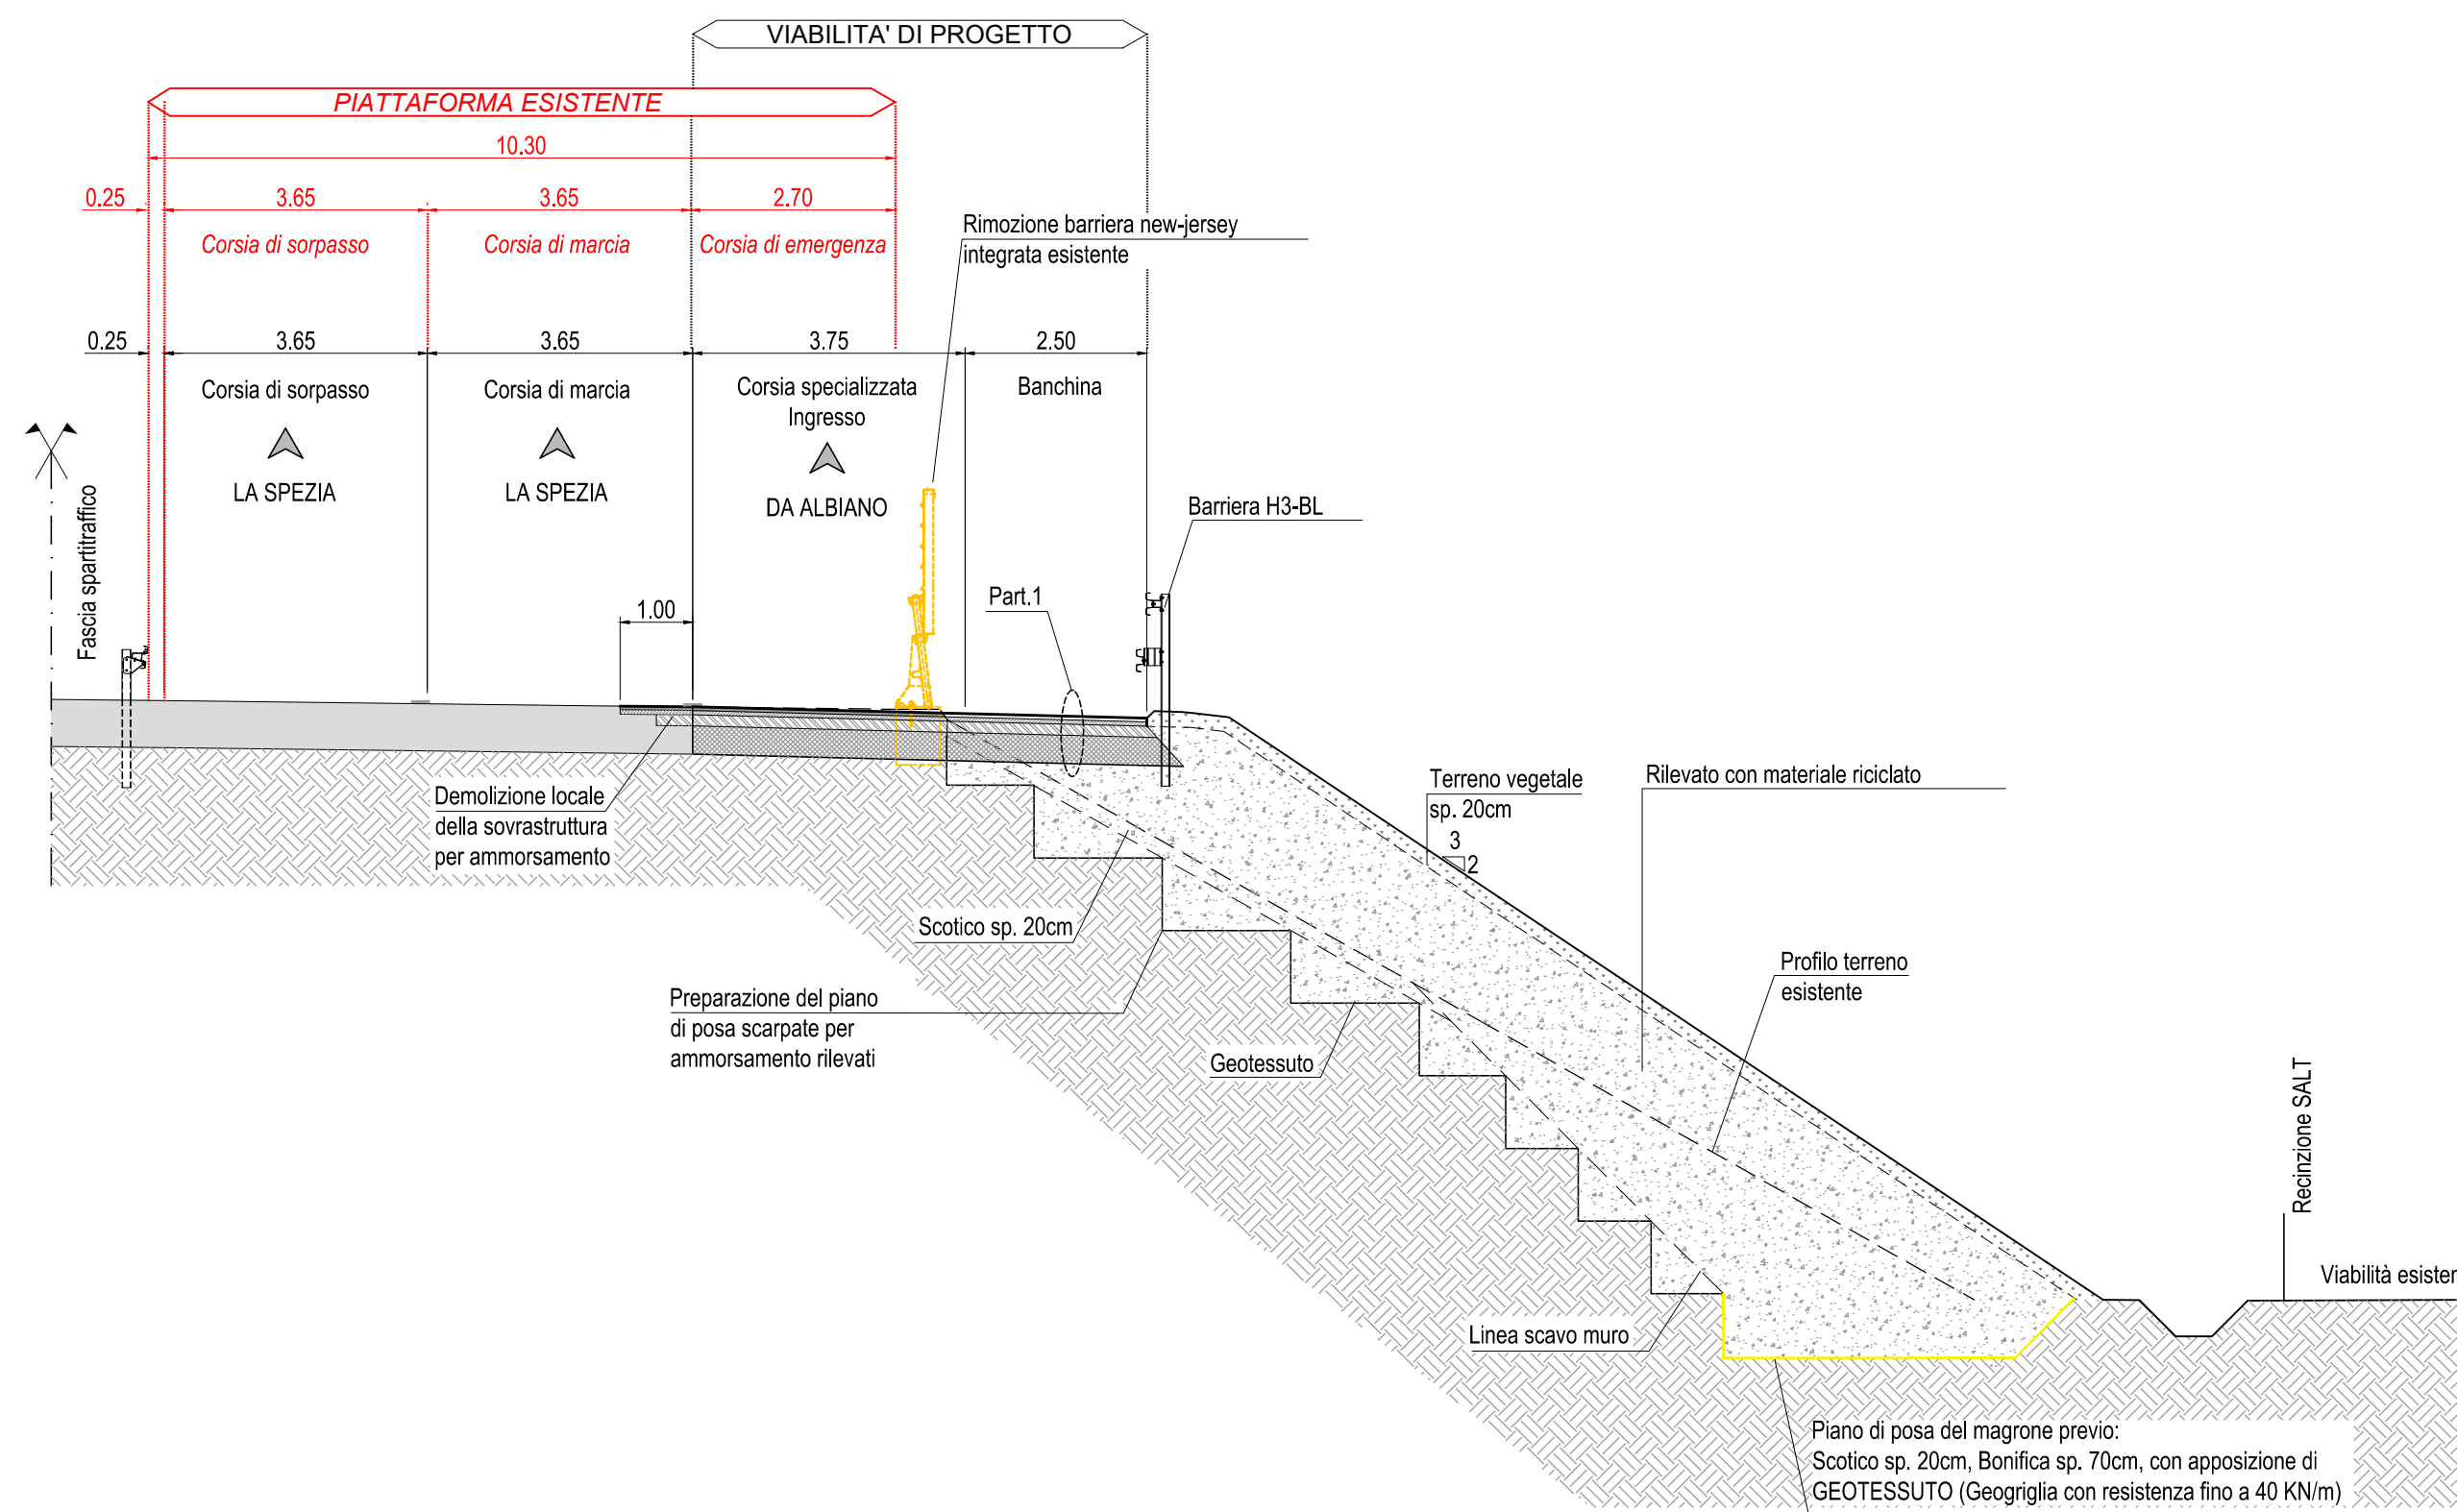 VIABILITA' DI PROGETTO
PIATTAFORMA ESISTENTE
10.30
0.25
3.65
3.65
2.70
Corsia di sorpasso
Corsia di marcia
Corsia di emergenza
Rimozione barriera new-jersey
integrata esistente
0.25
3.65
3.65
3.75
2.50
Corsia di sorpasso
Corsia di marcia
Corsia specializzata
Ingresso
Banchina
LA SPEZIA
LA SPEZIA
DA ALBIANO
Fascia spartitraffico
Barriera H3-BL
Part.1
1.00
Demolizione locale
della sovrastruttura
per ammorsamento
Terreno vegetale
sp. 20cm
3
2
Rilevato con materiale riciclato
Scotico sp. 20cm
Profilo terreno
esistente
Preparazione del piano
di posa scarpate per
ammorsamento rilevati
Geotessuto
Recinzione SALT
Viabilità esister
Linea scavo muro
Piano di posa del magrone previo:
Scotico sp. 20cm, Bonifica sp. 70cm, con apposizione di
GEOTESSUTO (Geogriglia con resistenza fino a 40 KN/m)